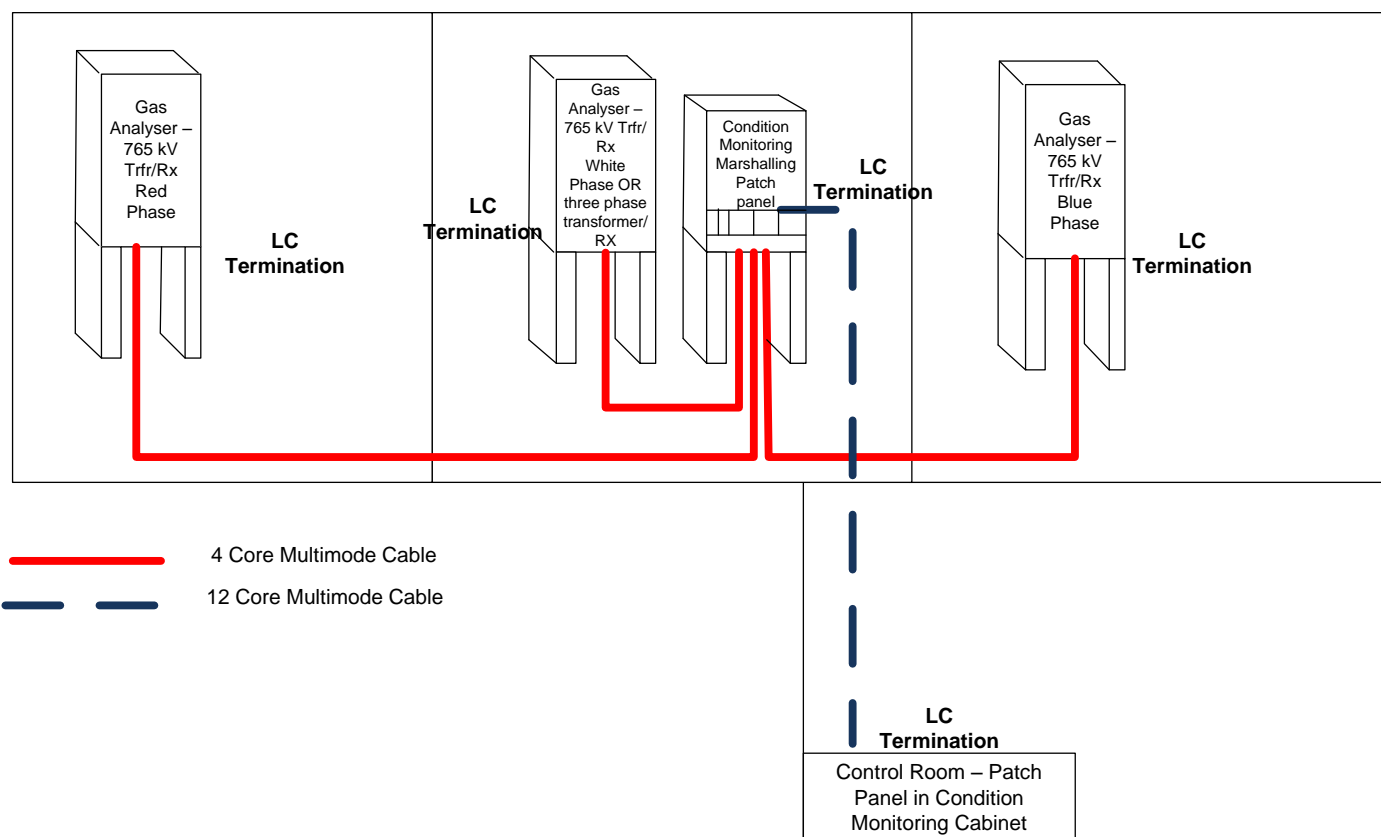 Gas
Analyser –
765 kV
Trfr/Rx
Red
Phase
LC
Termination
LC
Termination
Gas
Analyser –
765 kV Trfr/
Rx
White
Phase OR
three phase
transformer/
RX
Condition
Monitoring
Marshalling
Patch
panel
LC
Termination
Gas
Analyser –
765 kV
Trfr/Rx
Blue
Phase
LC
Termination
4 Core Multimode Cable
12 Core Multimode Cable
LC
Termination
Control Room – Patch
Panel in Condition
Monitoring Cabinet